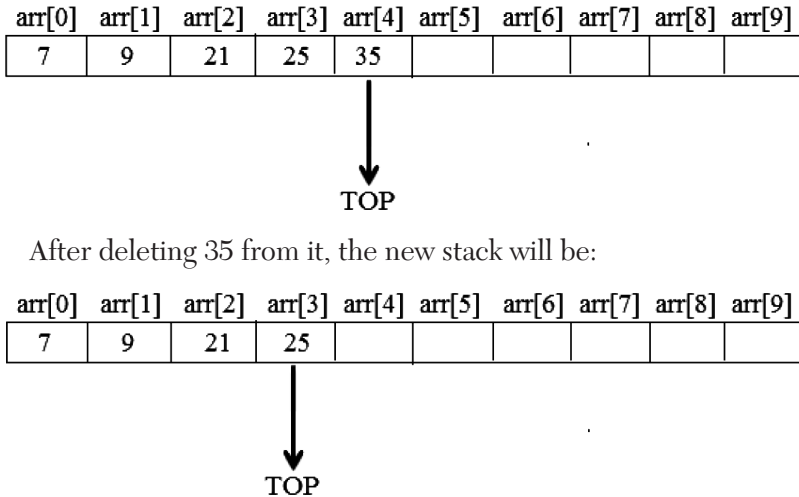 arr[0] arr[1] arr[2] arr[3] arr[4] arr[5] arr[6] arr[7] arr[8] arr[9]
7 9 21 25 35
TOP
After deleting 35 from it, the new stack will be:
arr[0] arr[1] arr[2] arr[3] arr[4] arr[5] arr[6] arr[7] arr[8] arr[9]
7 9 21 25
TOP